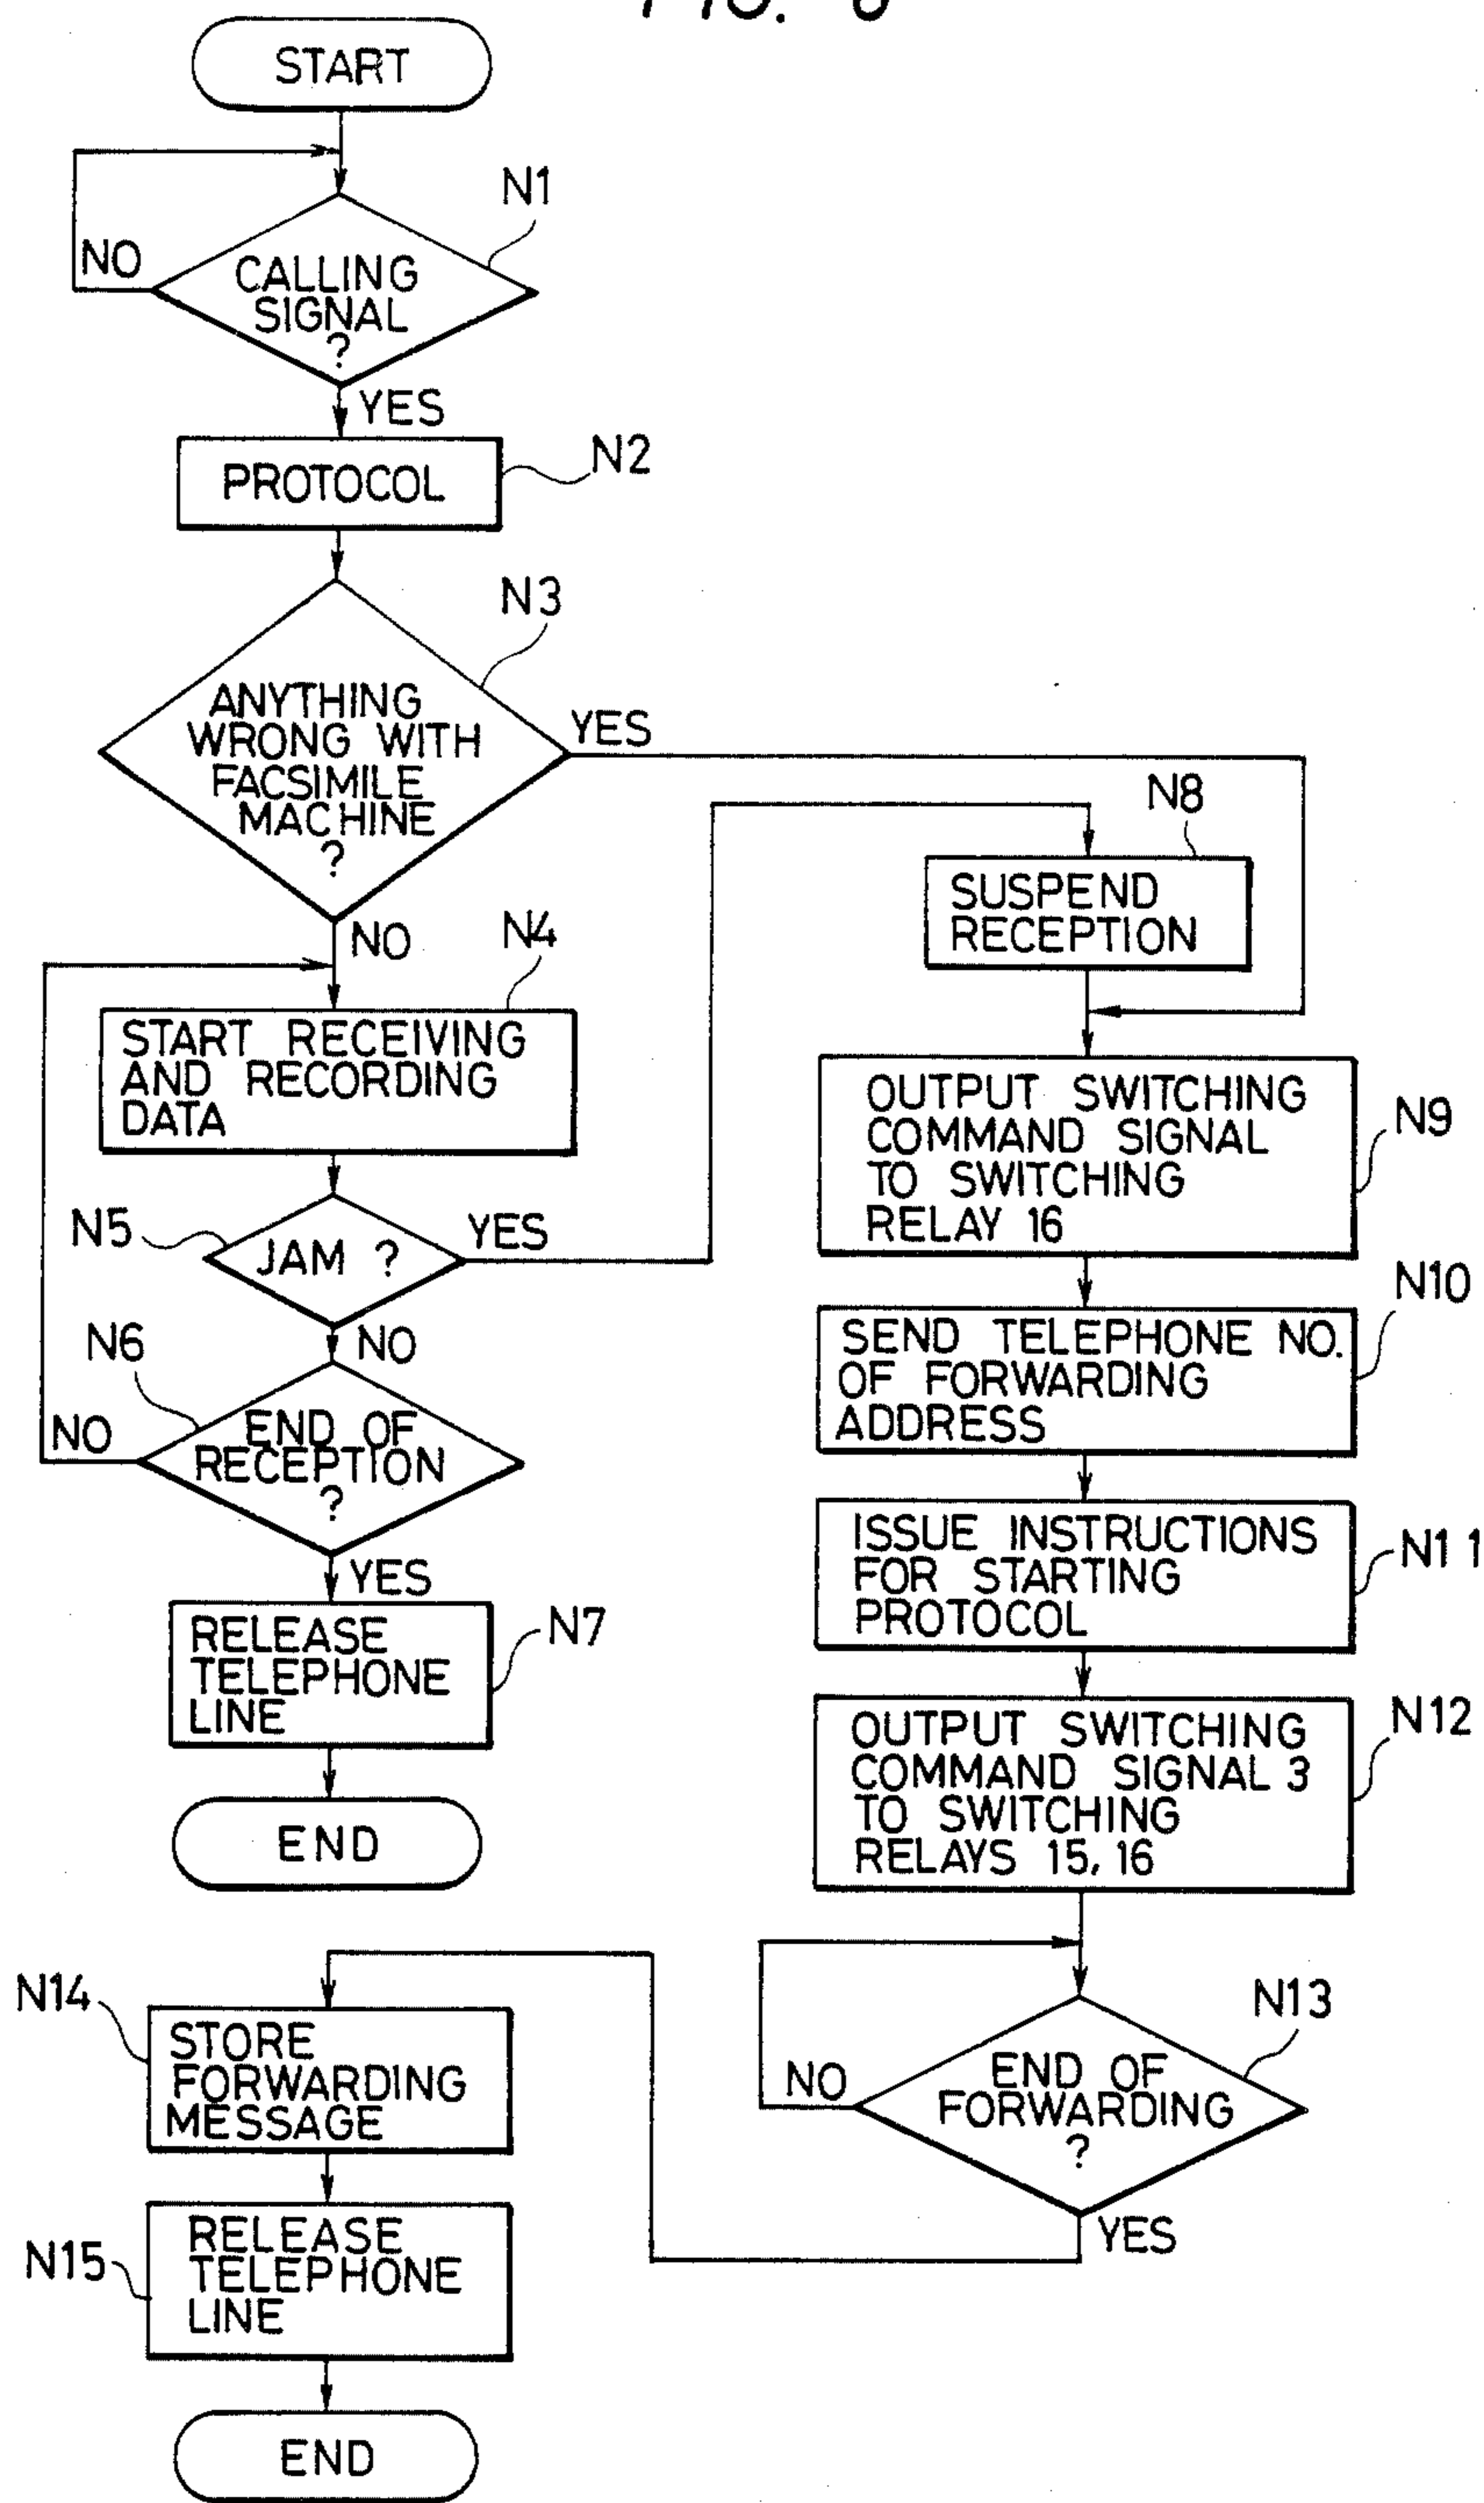 FIG.
START
N1
NO
CALLING
SIGNAL
?
YES
PROTOCOL
N2
N3
ANYTHING
WRONG WITH
FACSIMILE
MACHINE
?
YES
NO
N4
START RECEIVING
AND RECORDING
DATA
N5
JAM ?
YES
NO
N6
END OF
RECEPTION
?
NO
YES
RELEASE
TELEPHONE
LINE
N7
END
N8
SUSPEND
RECEPTION
OUTPUT SWITCHING
COMMAND SIGNAL
TO SWITCHING
RELAY 16
N9
SEND TELEPHONE NO.
OF FORWARDING
ADDRESS
N10
ISSUE INSTRUCTIONS
FOR STARTING
PROTOCOL
N11
OUTPUT SWITCHING
COMMAND SIGNAL 3
TO SWITCHING
RELAYS 15, 16
N12
N13
END OF
FORWARDING
?
NO
YES
N14
STORE
FORWARDING
MESSAGE
N15
RELEASE
TELEPHONE
LINE
END